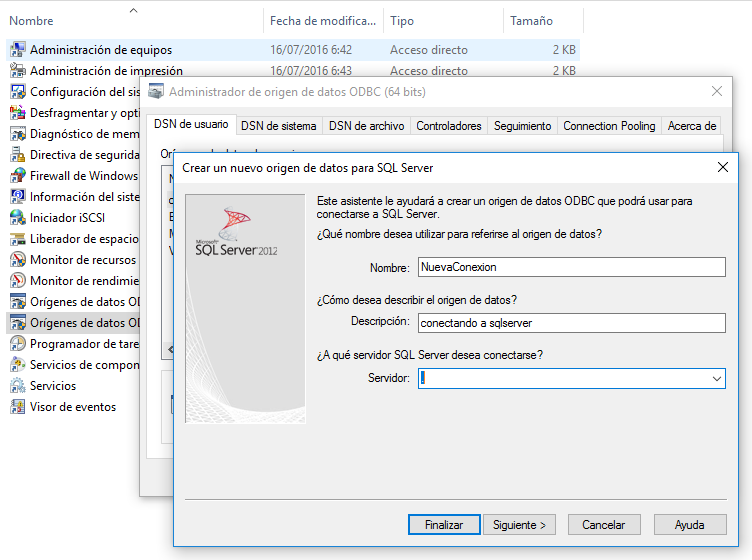 Nombre Fecha de modifica... Tipo Tamaño
Administración de equipos 16/07/2016 6:42 Acceso directo 2 KB
Administración de impresión 16/07/2016 6:43 Acceso directo 2 KB
Configuración del sis
Desfragmentar y opti
Diagnóstico de mem
Directiva de segurida
Firewall de Windows
Información del siste
Iniciador iSCSI
Liberador de espacio
Monitor de recursos
Monitor de rendimie
Orígenes de datos OD
Orígenes de datos OD
Programador de tare
Servicios de compon
Servicios
Visor de eventos
Administrador de origen de datos ODBC (64 bits)
DSN de usuario DSN de sistema DSN de archivo Controladores Seguimiento Connection Pooling Acerca de
Crear un nuevo origen de datos para SQL Server
Microsoft
SQL Server 2012
Este asistente le ayudará a crear un origen de datos ODBC que podrá usar para
conectarse a SQL Server.
¿Qué nombre desea utilizar para referirse al origen de datos?
Nombre: NuevaConexion
¿Cómo desea describir el origen de datos?
Descripción: conectando a sqlserver
¿A qué servidor SQL Server desea conectarse?
Servidor: .
Finalizar Siguiente > Cancelar Ayuda